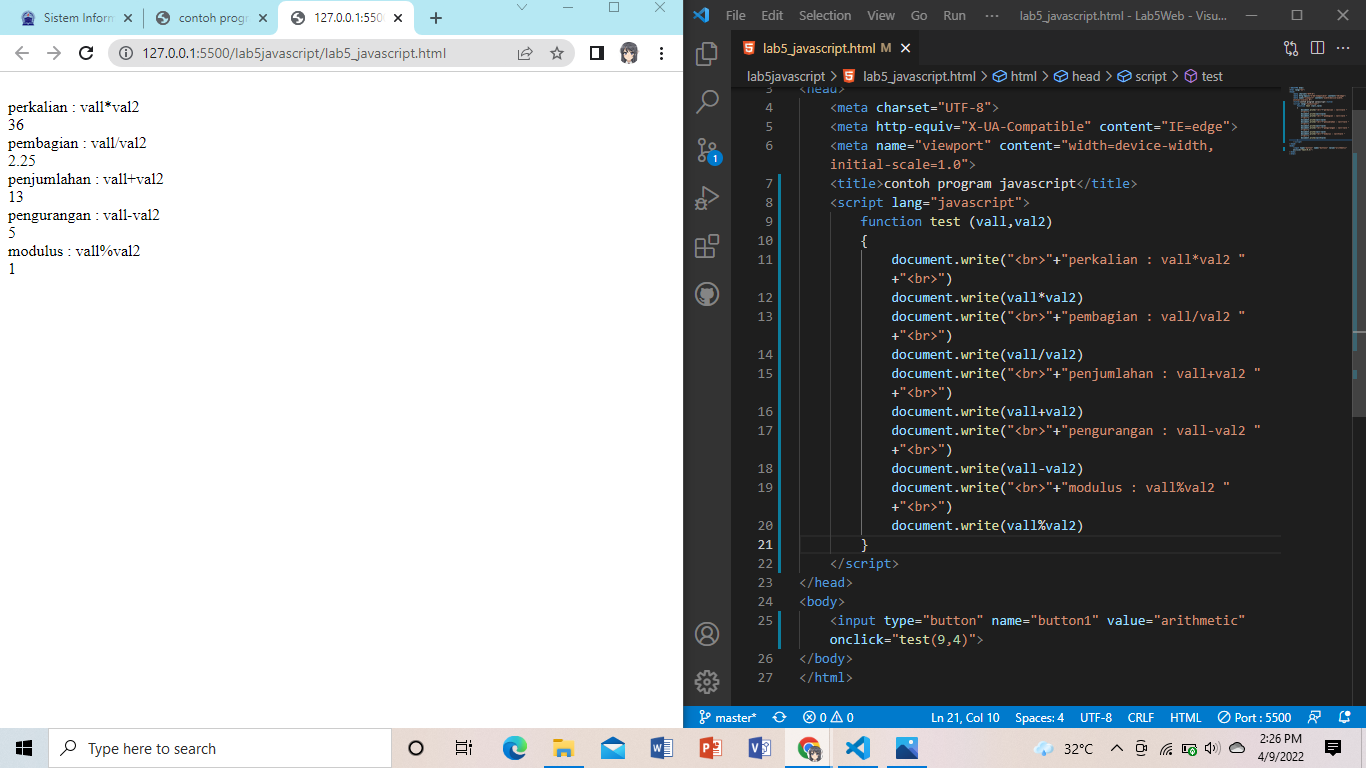 Sistem Inform
contoh progr
127.0.0.1:550
127.0.0.1:5500/lab5javascript/lab5_javascript.html
perkalian : vall*val2
36
pembagian : vall/val2
2.25
penjumlahan : vall+val2
13
pengurangan : vall-val2
5
modulus : vall%val2
1
File Edit Selection View Go Run ··· lab5_javascript.html - Lab5Web - Visu...
lab5_javascript.html M
lab5javascript > lab5_javascript.html > html > head > script > test
3 <head>
4 <meta charset="UTF-8">
5 <meta http-equiv="X-UA-Compatible" content="IE=edge">
6 <meta name="viewport" content="width=device-width,
initial-scale=1.0">
7 <title>contoh program javascript</title>
8 <script lang="javascript">
9 function test (vall,val2)
10 {
11 document.write("<br>"+"perkalian : vall*val2 "
+"<br>")
12 document.write(vall*val2)
13 document.write("<br>"+"pembagian : vall/val2 "
+"<br>")
14 document.write(vall/val2)
15 document.write("<br>"+"penjumlahan : vall+val2 "
+"<br>")
16 document.write(vall+val2)
17 document.write("<br>"+"pengurangan : vall-val2 "
+"<br>")
18 document.write(vall-val2)
19 document.write("<br>"+"modulus : vall%val2 "
+"<br>")
20 document.write(vall%val2)
21 }
22 </script>
23 </head>
24 <body>
25 <input type="button" name="button1" value="arithmetic"
onclick="test(9,4)">
26 </body>
27 </html>
1
master* 0 0 Ln 21, Col 10 Spaces: 4 UTF-8 CRLF HTML Port : 5500
Type here to search
32°C
2:26 PM
4/9/2022